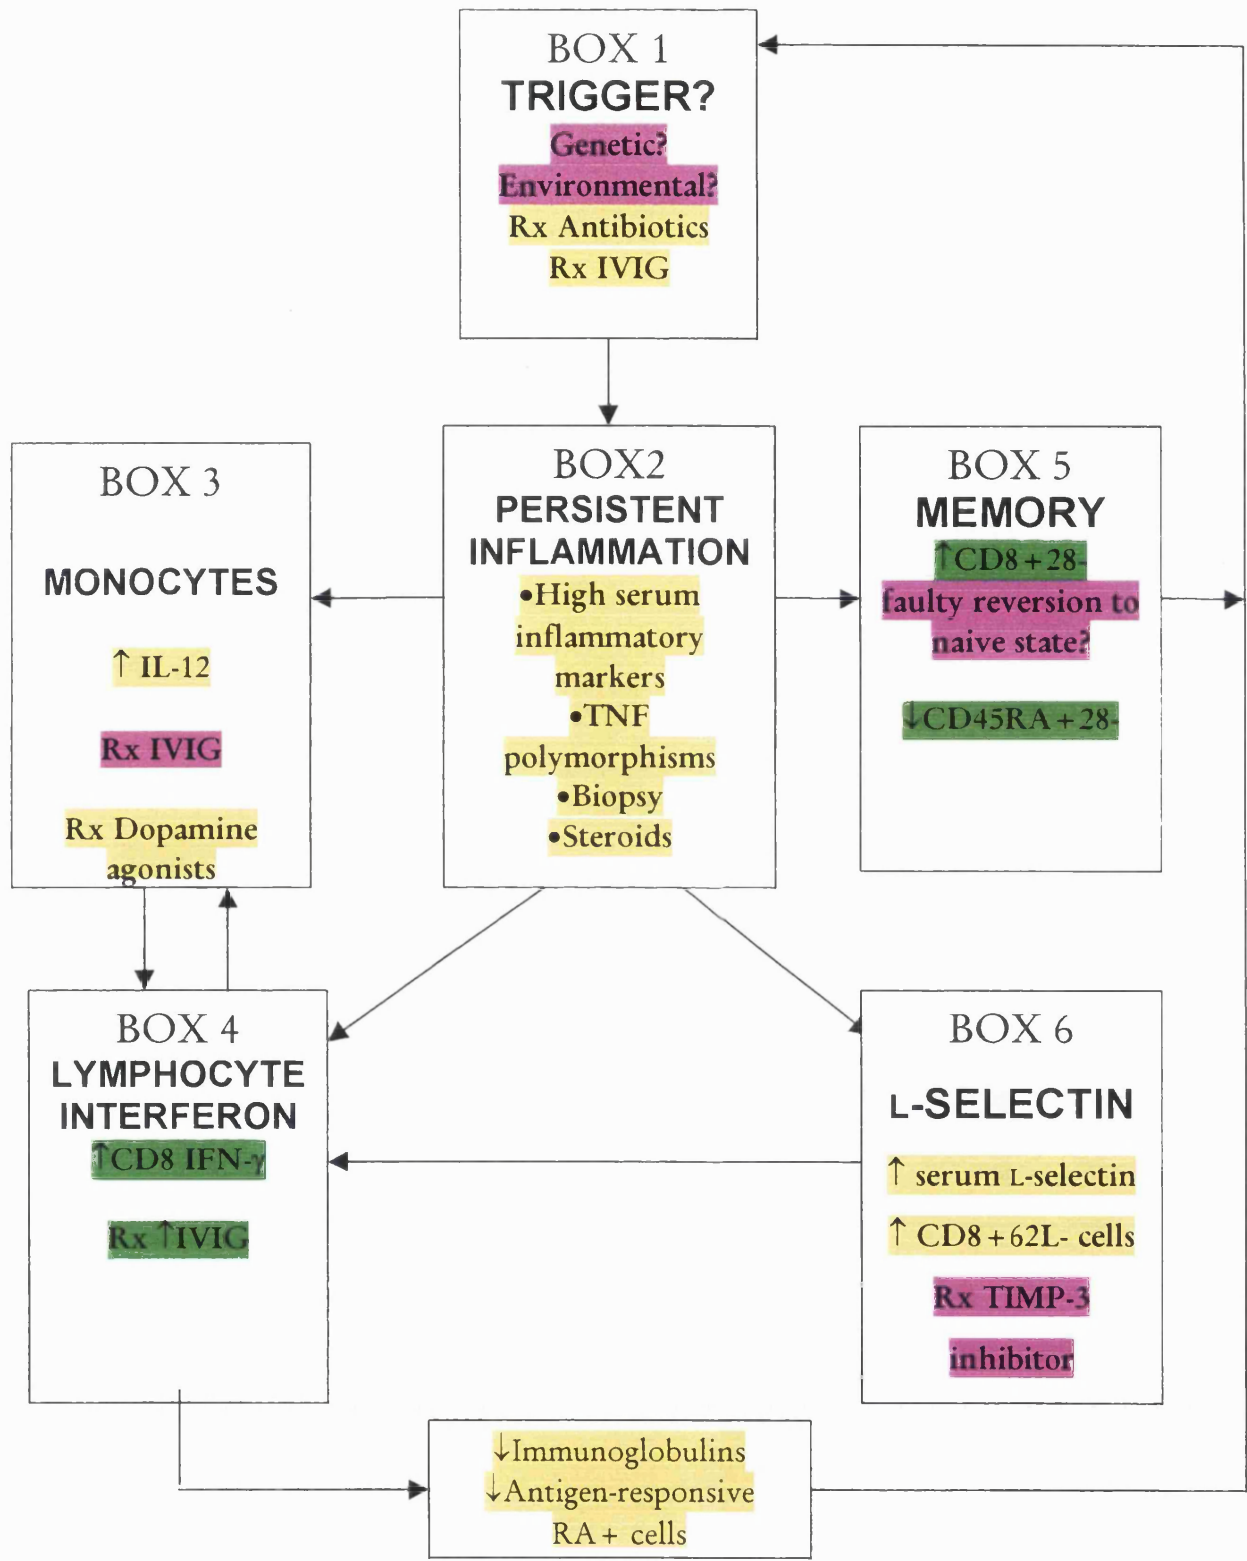 BOX 1
TRIGGER?
Genetic?
Environmental?
Rx Antibiotics
Rx IVIG
BOX 3
MONOCYTES
↑ IL-12
Rx IVIG
Rx Dopamine
agonists
BOX2
PERSISTENT
INFLAMMATION
•High serum
inflammatory
markers
•TNF
polymorphisms
•Biopsy
•Steroids
BOX 5
MEMORY
↑CD8+28-
faulty reversion to
naive state?
↓CD45RA+28-
BOX 4
LYMPHOCYTE
INTERFERON
↑CD8 IFN-γ
Rx ↑IVIG
BOX 6
L-SELECTIN
↑ serum L-selectin
↑ CD8+62L- cells
Rx TIMP-3
inhibitor
↓Immunoglobulins
↓Antigen-responsive
RA+ cells